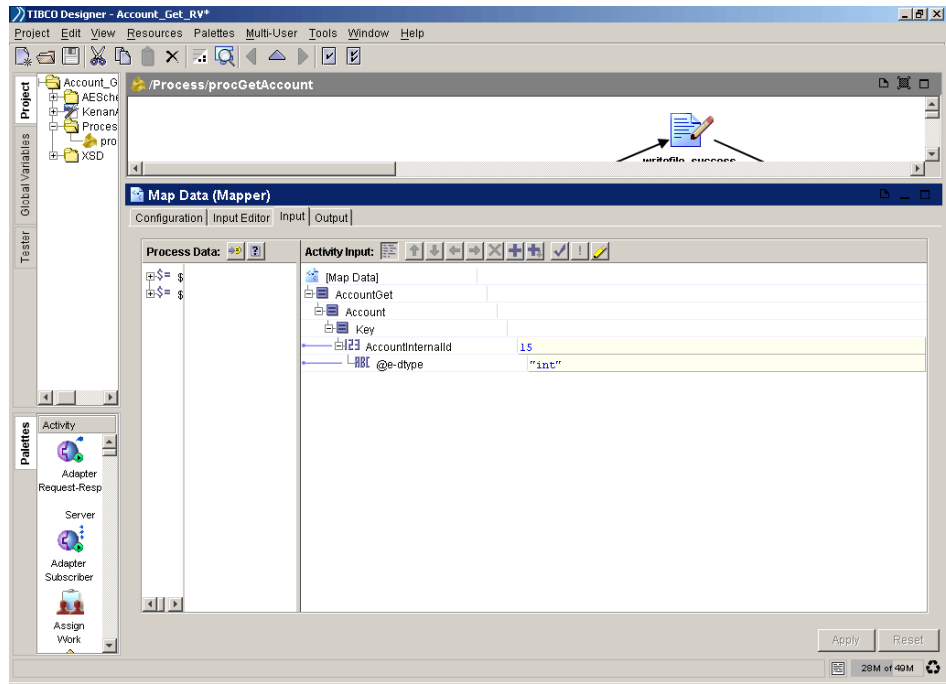 TIBCO Designer - Account_Get_RV*
Project Edit View Resources Palettes Multi-User Tools Window Help
Project
Global Variables
Tester
Account_G
AESche
KenanA
Proces
pro
XSD
/Process/procGetAccount
writefile_success
Map Data (Mapper)
Configuration Input Editor Input Output
Process Data:
$= $
$= $
Activity Input:
[Map Data]
AccountGet
Account
Key
123 AccountInternalId 15
ABC @e-dtype "int"
Palettes
Activity
Adapter
Request-Resp
Server
Adapter
Subscriber
Assign
Work
Apply Reset
28M of 49M